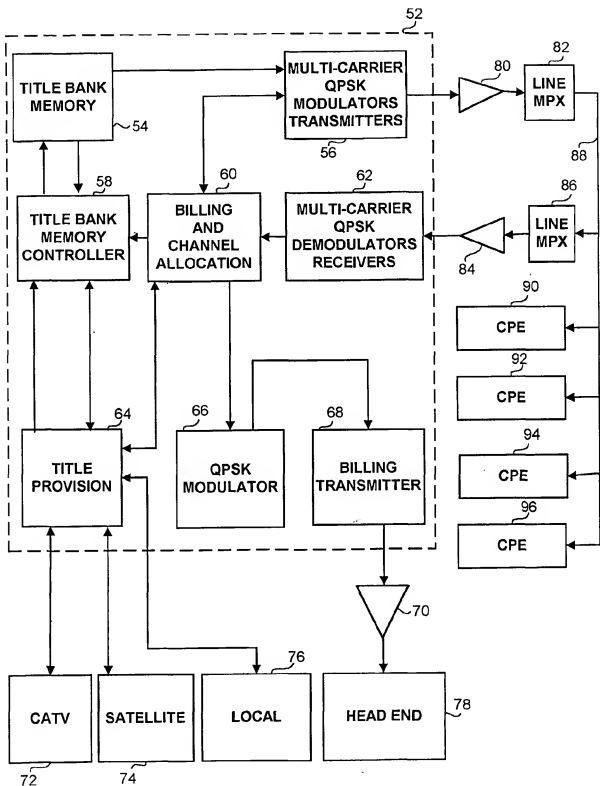 52
TITLE BANK
MEMORY
54
MULTI-CARRIER
QPSK
MODULATORS
TRANSMITTERS
56
80
82
LINE
MPX
88
58
TITLE BANK
MEMORY
CONTROLLER
60
BILLING
AND
CHANNEL
ALLOCATION
62
MULTI-CARRIER
QPSK
DEMODULATORS
RECEIVERS
84
86
LINE
MPX
90
CPE
92
CPE
94
CPE
96
CPE
64
TITLE
PROVISION
66
QPSK
MODULATOR
68
BILLING
TRANSMITTER
70
CATV
72
SATELLITE
74
76
LOCAL
HEAD END
78